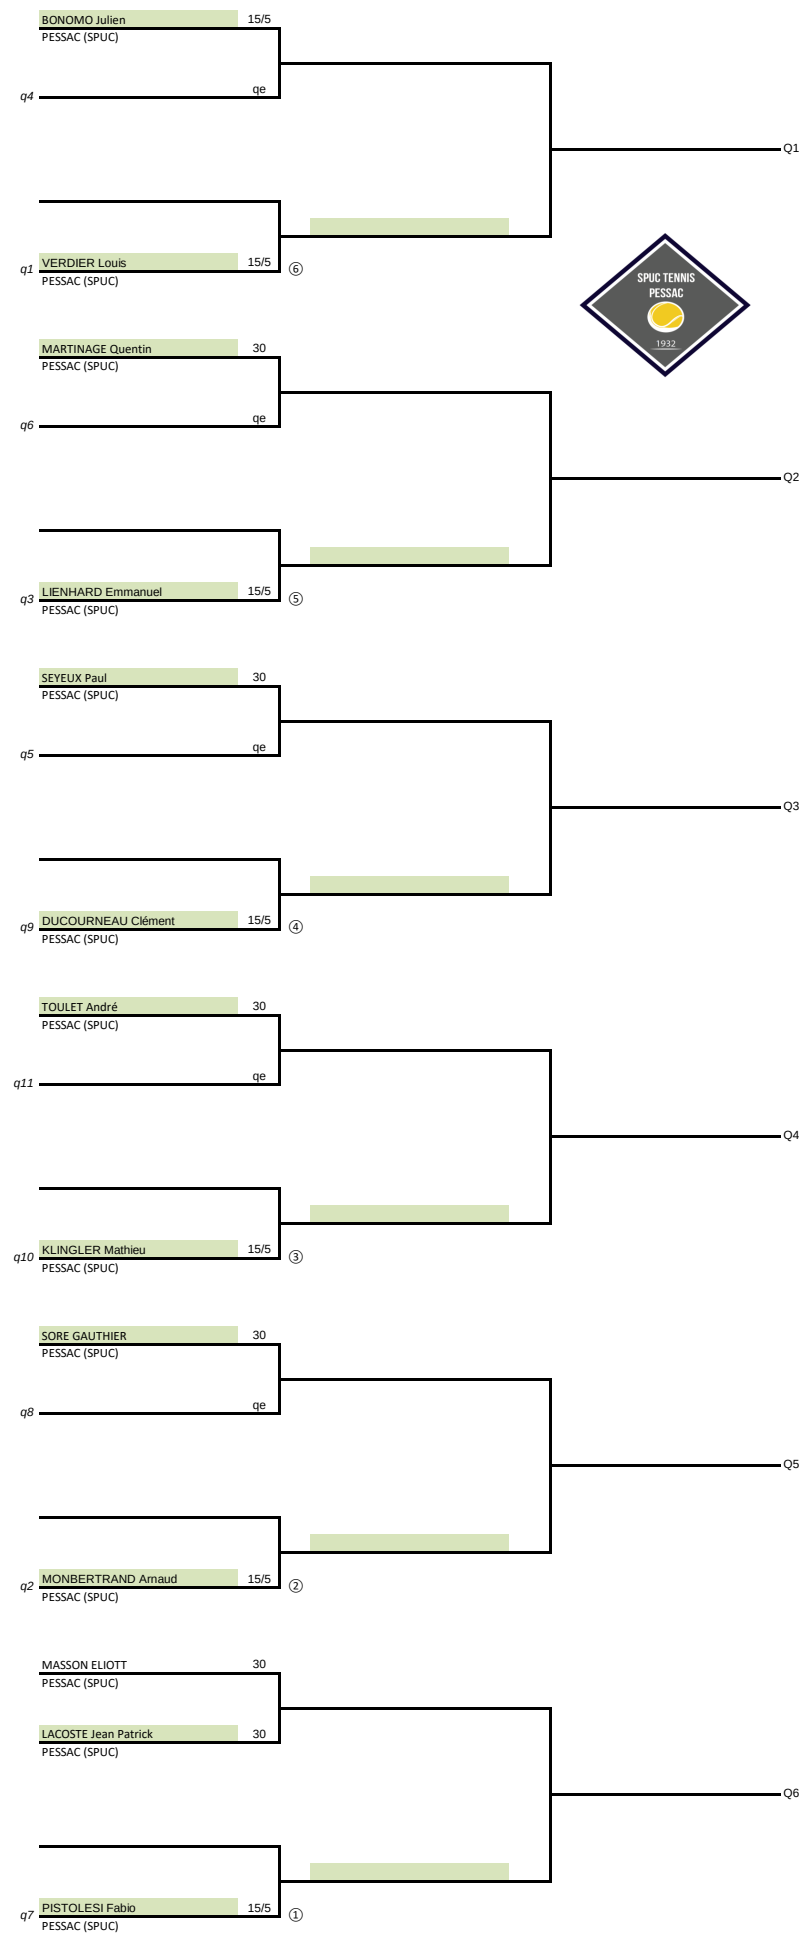 BONOMO Julien 15/5
PESSAC (SPUC)
q4 qe
Q1
q1 VERDIER Louis 15/5 ⑥
PESSAC (SPUC)
SPUC TENNIS
PESSAC
1932
MARTINAGE Quentin 30
PESSAC (SPUC)
q6 qe
Q2
q3 LIENHARD Emmanuel 15/5 ⑤
PESSAC (SPUC)
SEYEUX Paul 30
PESSAC (SPUC)
q5 qe
Q3
q9 DUCOURNEAU Clément 15/5 ④
PESSAC (SPUC)
TOULET André 30
PESSAC (SPUC)
q11 qe
Q4
q10 KLINGLER Mathieu 15/5 ③
PESSAC (SPUC)
SORE GAUTHIER 30
PESSAC (SPUC)
q8 qe
Q5
q2 MONBERTRAND Arnaud 15/5 ②
PESSAC (SPUC)
MASSON ELIOTT 30
PESSAC (SPUC)
LACOSTE Jean Patrick 30
PESSAC (SPUC)
Q6
q7 PISTOLESI Fabio 15/5 ①
PESSAC (SPUC)